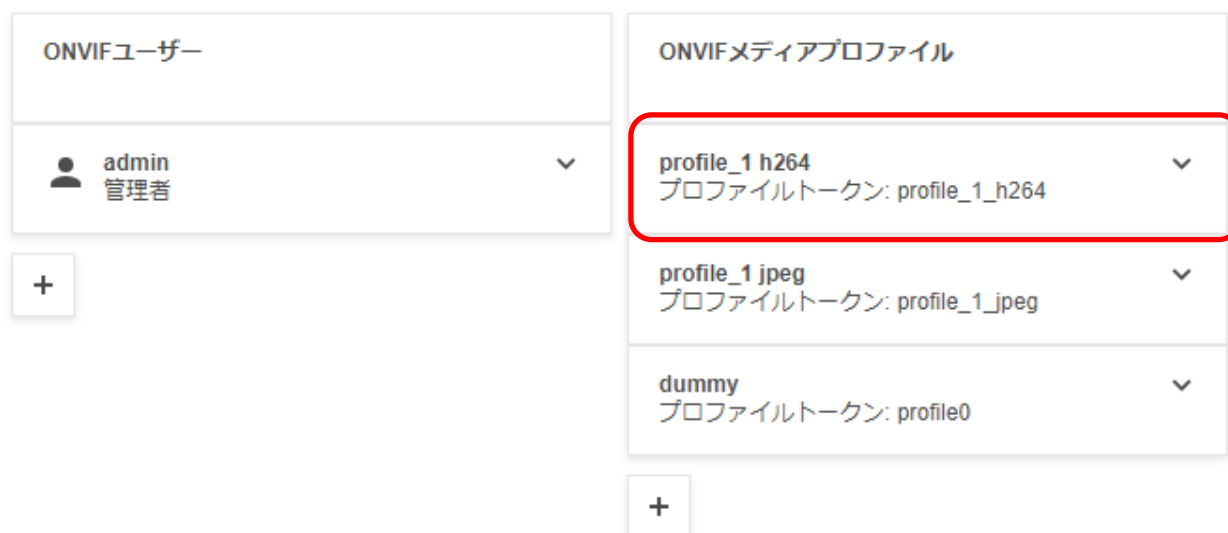 ONVIFユーザー
admin
管理者
ONVIFメディアプロファイル
profile_1 h264
プロファイルトークン: profile_1_h264
profile_1 jpeg
プロファイルトークン: profile_1_jpeg
dummy
プロファイルトークン: profile0